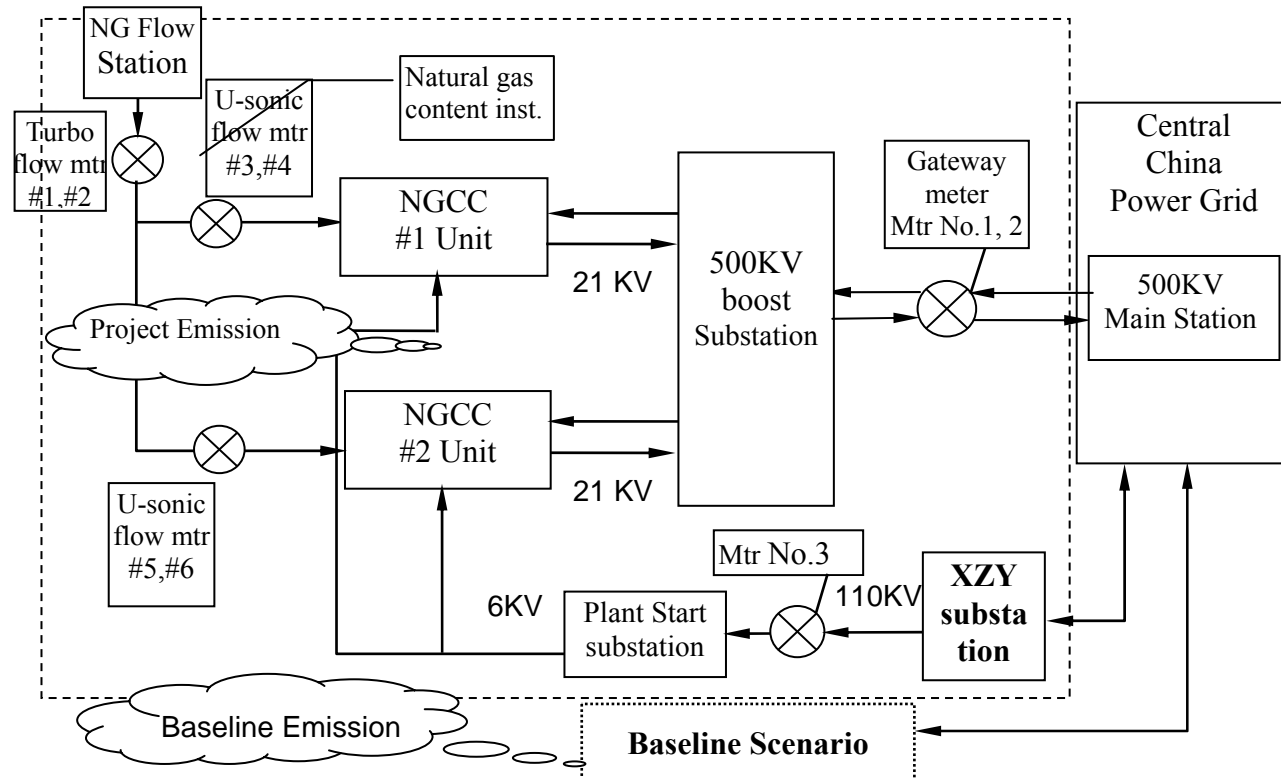 NG Flow
Station
Turbo
flow mtr
#1,#2
U-sonic
flow mtr
#3,#4
Natural gas
content inst.
NGCC
#1 Unit
21 KV
500KV
boost
Substation
Gateway
meter
Mtr No.1, 2
Central
China
Power Grid
500KV
Main Station
Project Emission
NGCC
#2 Unit
21 KV
U-sonic
flow mtr
#5,#6
6KV
Plant Start
substation
Mtr No.3
110KV
XZY
substa
tion
Baseline Emission
Baseline Scenario